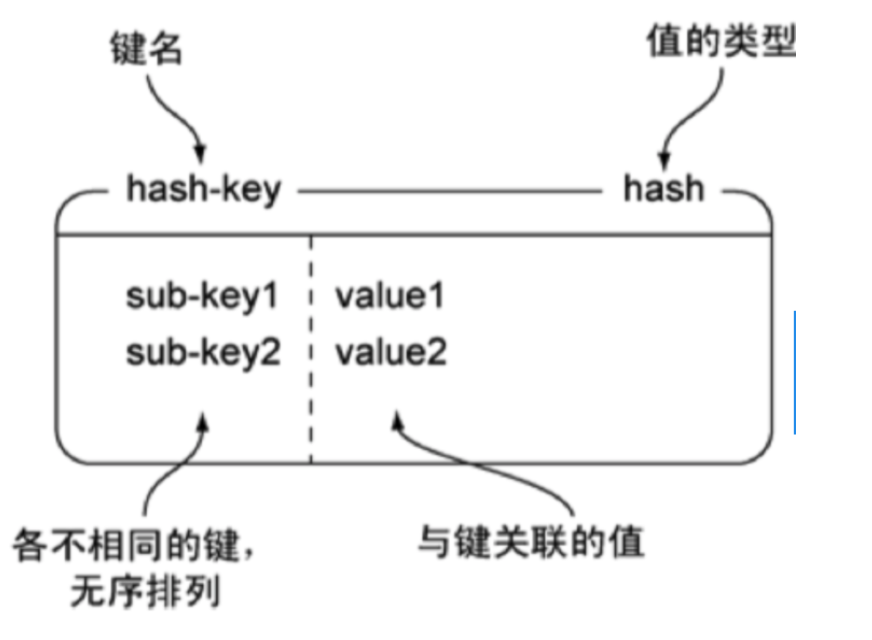 键名
值的类型
hash-key
hash
sub-key1
value1
sub-key2
value2
各不相同的键，
无序排列
与键关联的值